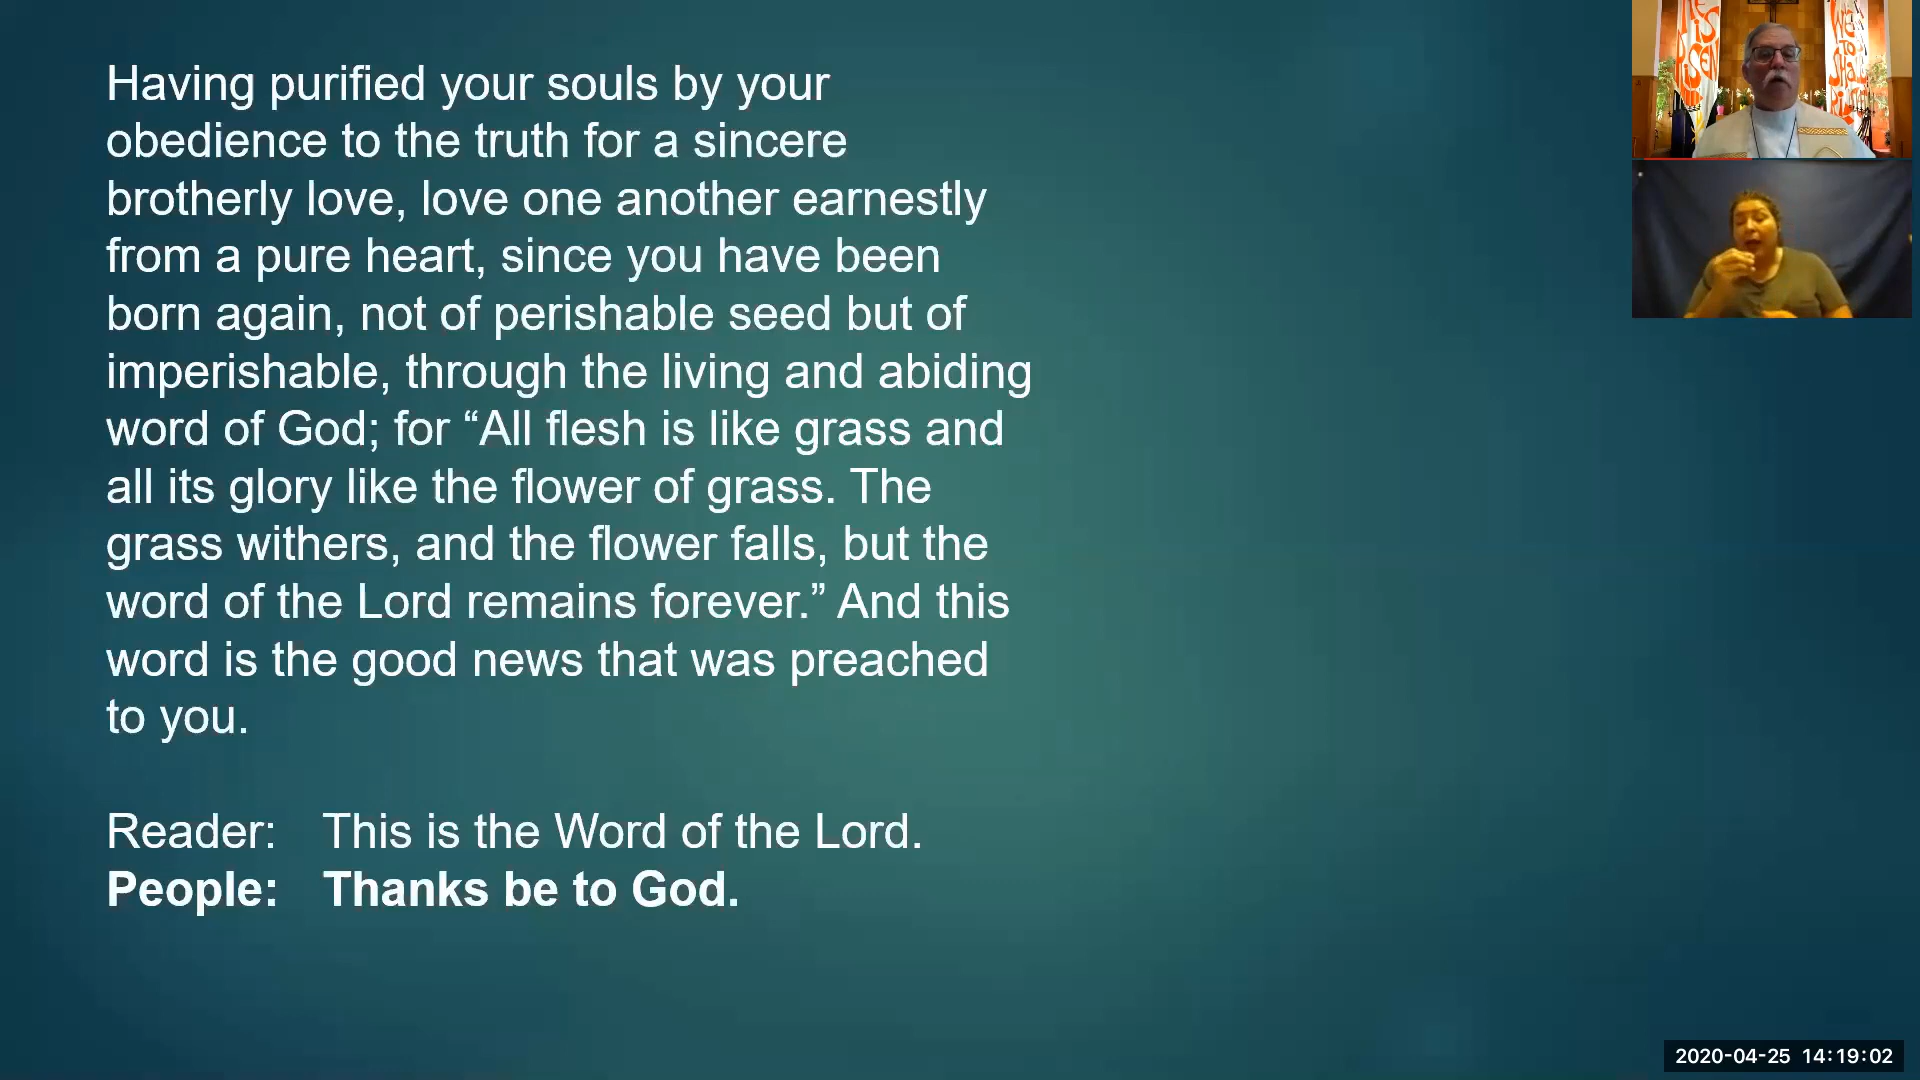 Having purified your souls by your
obedience to the truth for a sincere
brotherly love, love one another earnestly
from a pure heart, since you have been
born again, not of perishable seed but of
imperishable, through the living and abiding
word of God; for “All flesh is like grass and
all its glory like the flower of grass. The
grass withers, and the flower falls, but the
word of the Lord remains forever.” And this
word is the good news that was preached
to you.
Reader: This is the Word of the Lord.
People: Thanks be to God.
2020-04-25 14:19:02